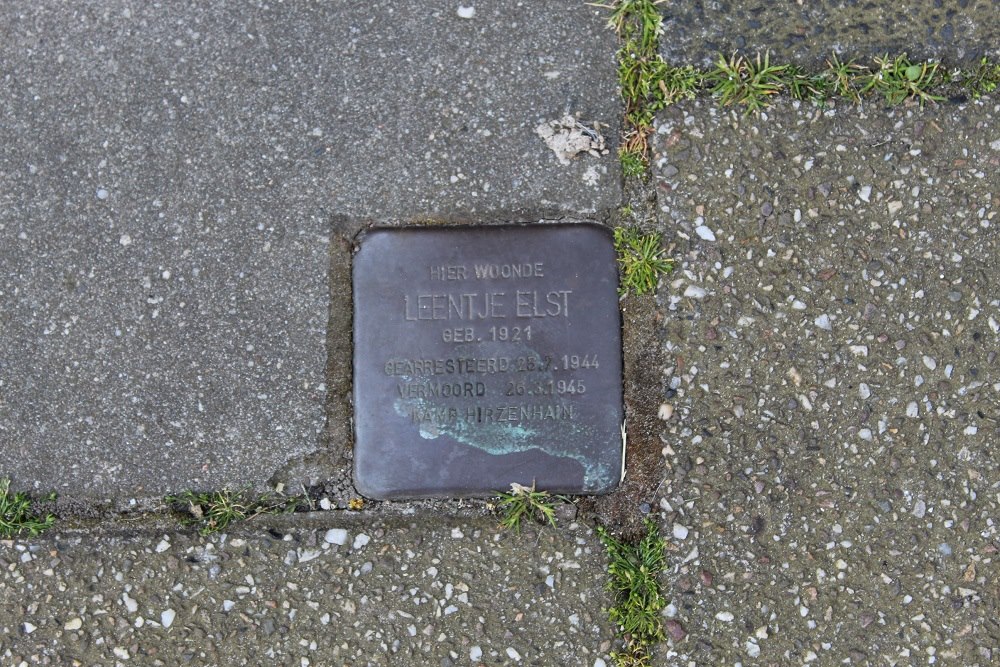 HIER WOONDE
LEENTJE ELST
GEB. 1921
GEARRESTEERD 28.7.1944
VERMOORD 26.3.1945
KAMP HIRZENHAIN